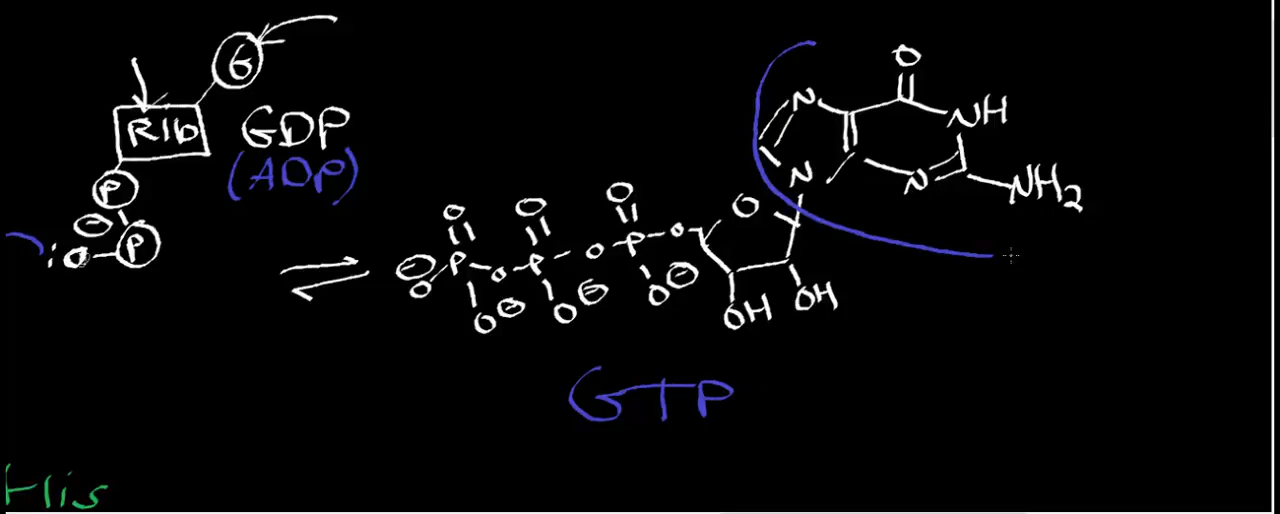 G
RIb
GDP
(ADP)
P
P
:O
⊖
O O O
⊖ P O P O P O
O O⊖ O⊖ O⊖
O
N
NH
N
N
NH2
O
OH OH
GTP
His